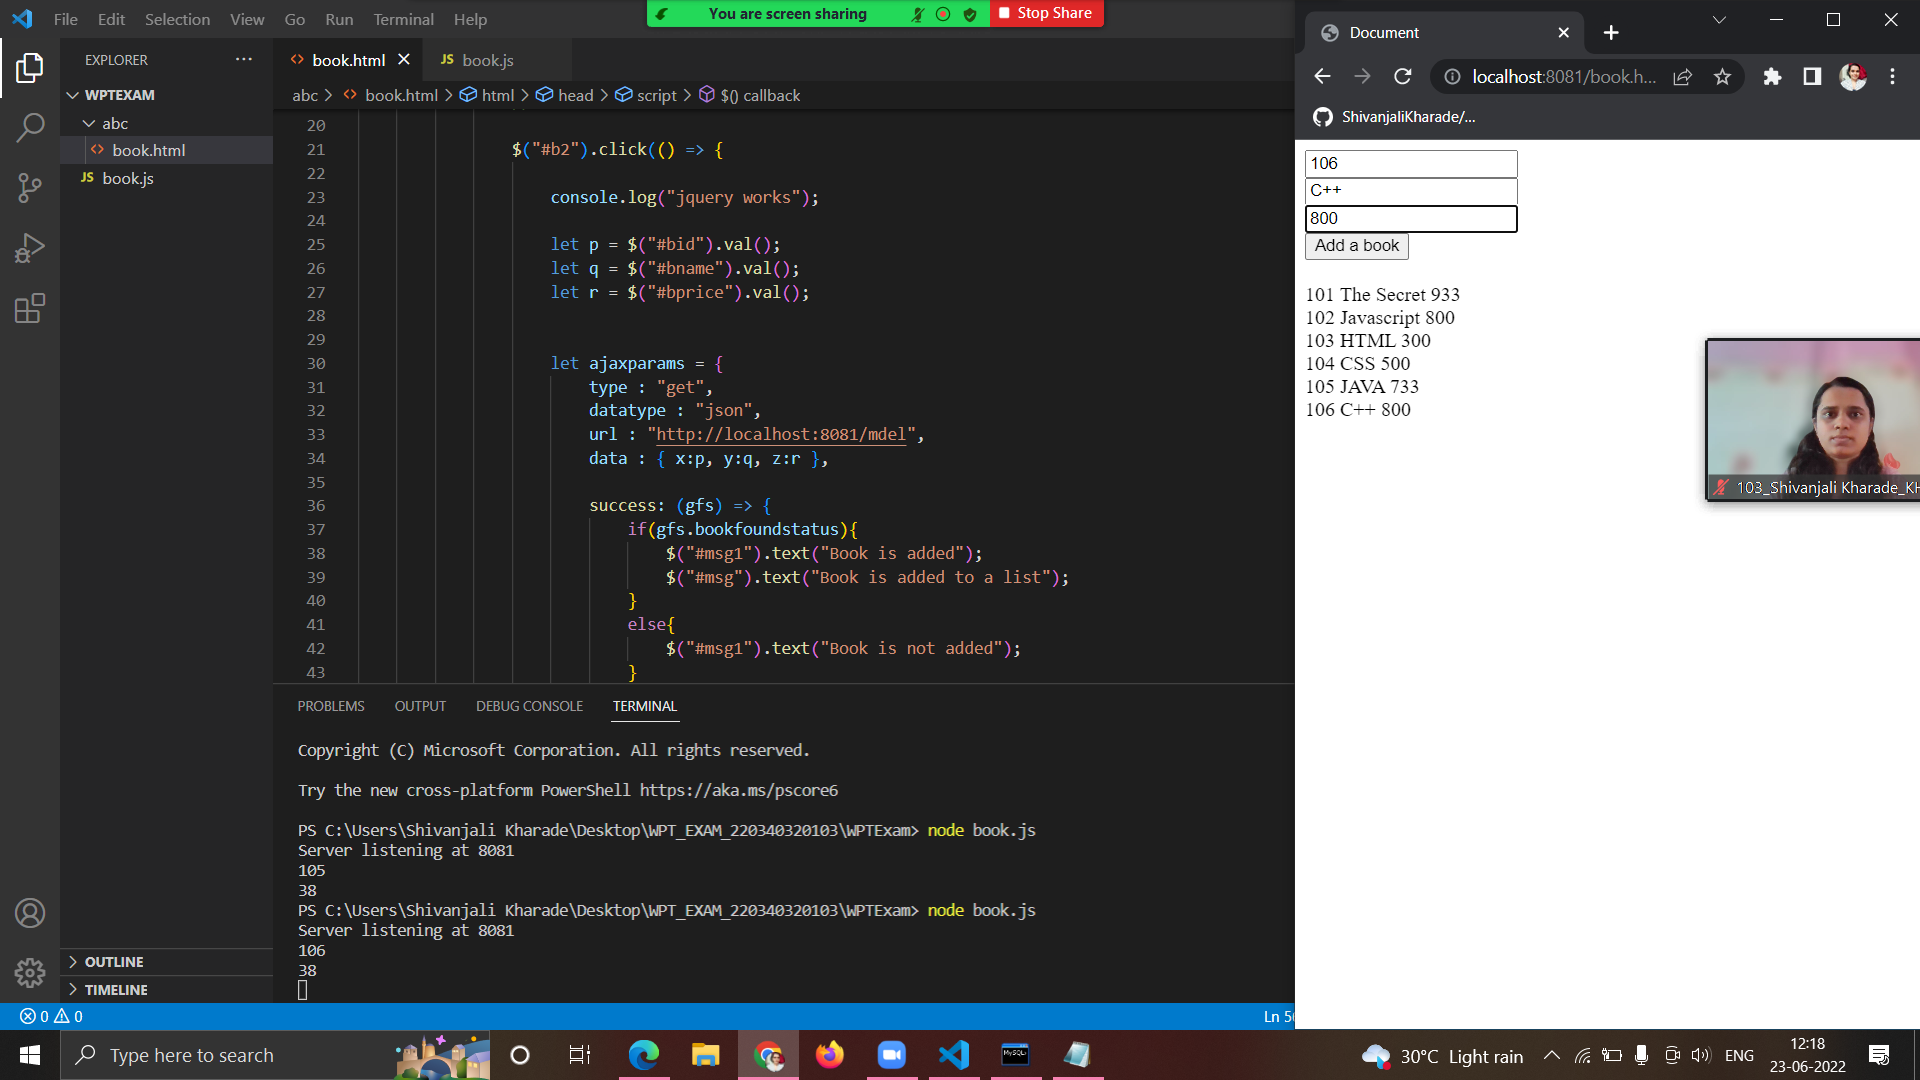 File Edit Selection View Go Run Terminal Help
You are screen sharing
Stop Share
EXPLORER
WPTEXAM
abc
book.html
JS book.js
book.html
JS book.js
abc > book.html > html > head > script > $() callback
20
21 $("#b2").click(() => {
22
23 console.log("jquery works");
24
25 let p = $("#bid").val();
26 let q = $("#bname").val();
27 let r = $("#bprice").val();
28
29
30 let ajaxparams = {
31 type : "get",
32 datatype : "json",
33 url : "http://localhost:8081/mdel",
34 data : { x:p, y:q, z:r },
35
36 success: (gfs) => {
37 if(gfs.bookfoundstatus){
38 $("#msg1").text("Book is added");
39 $("#msg").text("Book is added to a list");
40 }
41 else{
42 $("#msg1").text("Book is not added");
43 }
PROBLEMS OUTPUT DEBUG CONSOLE TERMINAL
Copyright (C) Microsoft Corporation. All rights reserved.
Try the new cross-platform PowerShell https://aka.ms/pscore6
PS C:\Users\Shivanjali Kharade\Desktop\WPT_EXAM_220340320103\WPTExam> node book.js
Server listening at 8081
105
38
PS C:\Users\Shivanjali Kharade\Desktop\WPT_EXAM_220340320103\WPTExam> node book.js
Server listening at 8081
106
38
OUTLINE
TIMELINE
0 0
Ln 5
Document
localhost:8081/book.h...
ShivanjaliKharade/...
106
C++
800
Add a book
101 The Secret 933
102 Javascript 800
103 HTML 300
104 CSS 500
105 JAVA 733
106 C++ 800
103_Shivanjali Kharade_KH
Type here to search
MySQL
30°C Light rain
ENG
12:18
23-06-2022